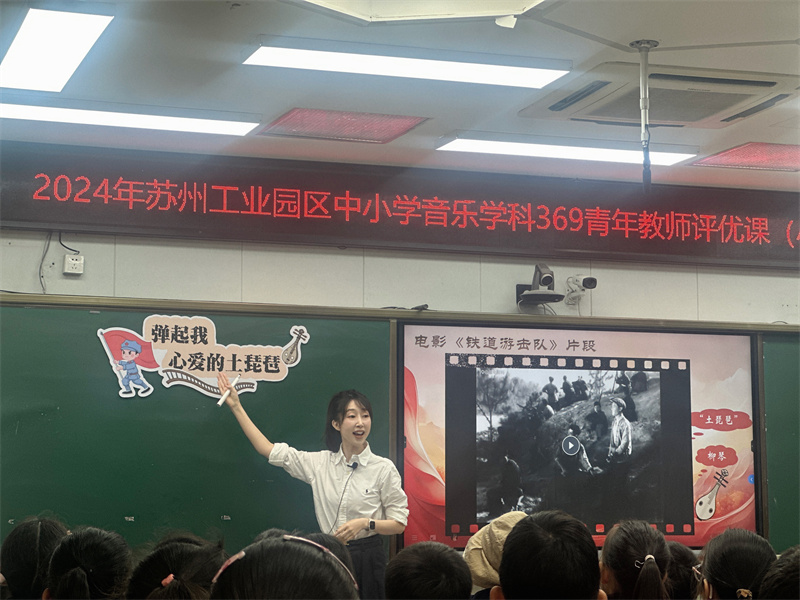 2024年苏州工业园区中小学音乐学科369青年教师评优课（
弹起我
心爱的土琵琶
电影《铁道游击队》片段
“土琵琶”
柳琴